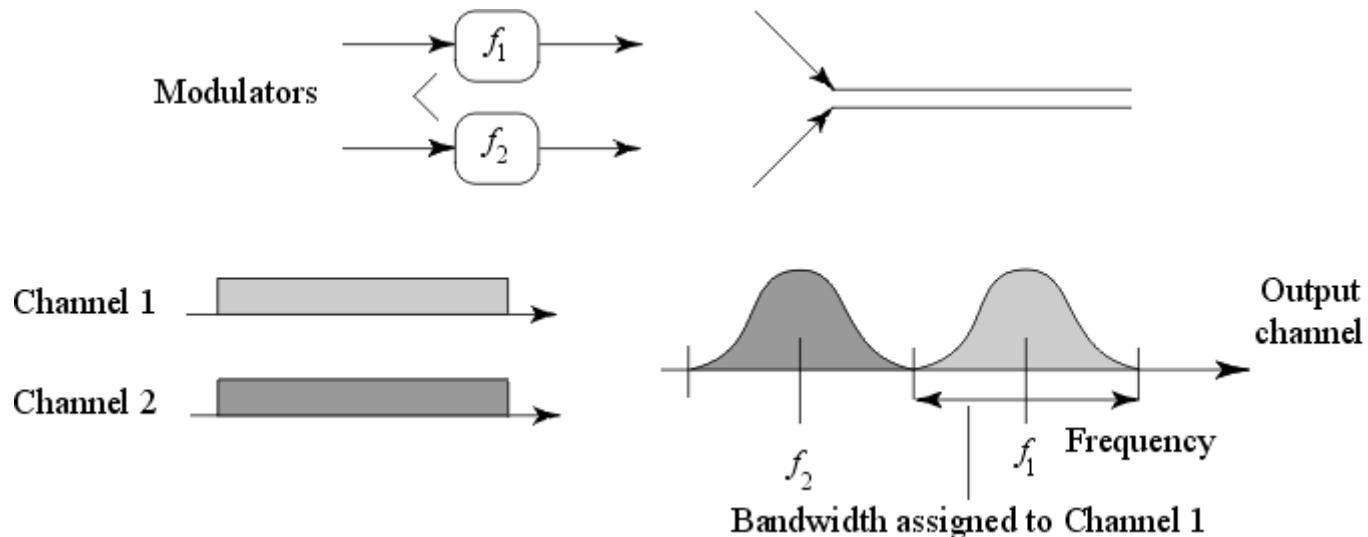 f1
Modulators
f2
Channel 1
Output
channel
Channel 2
Frequency
f2
f1
Bandwidth assigned to Channel 1